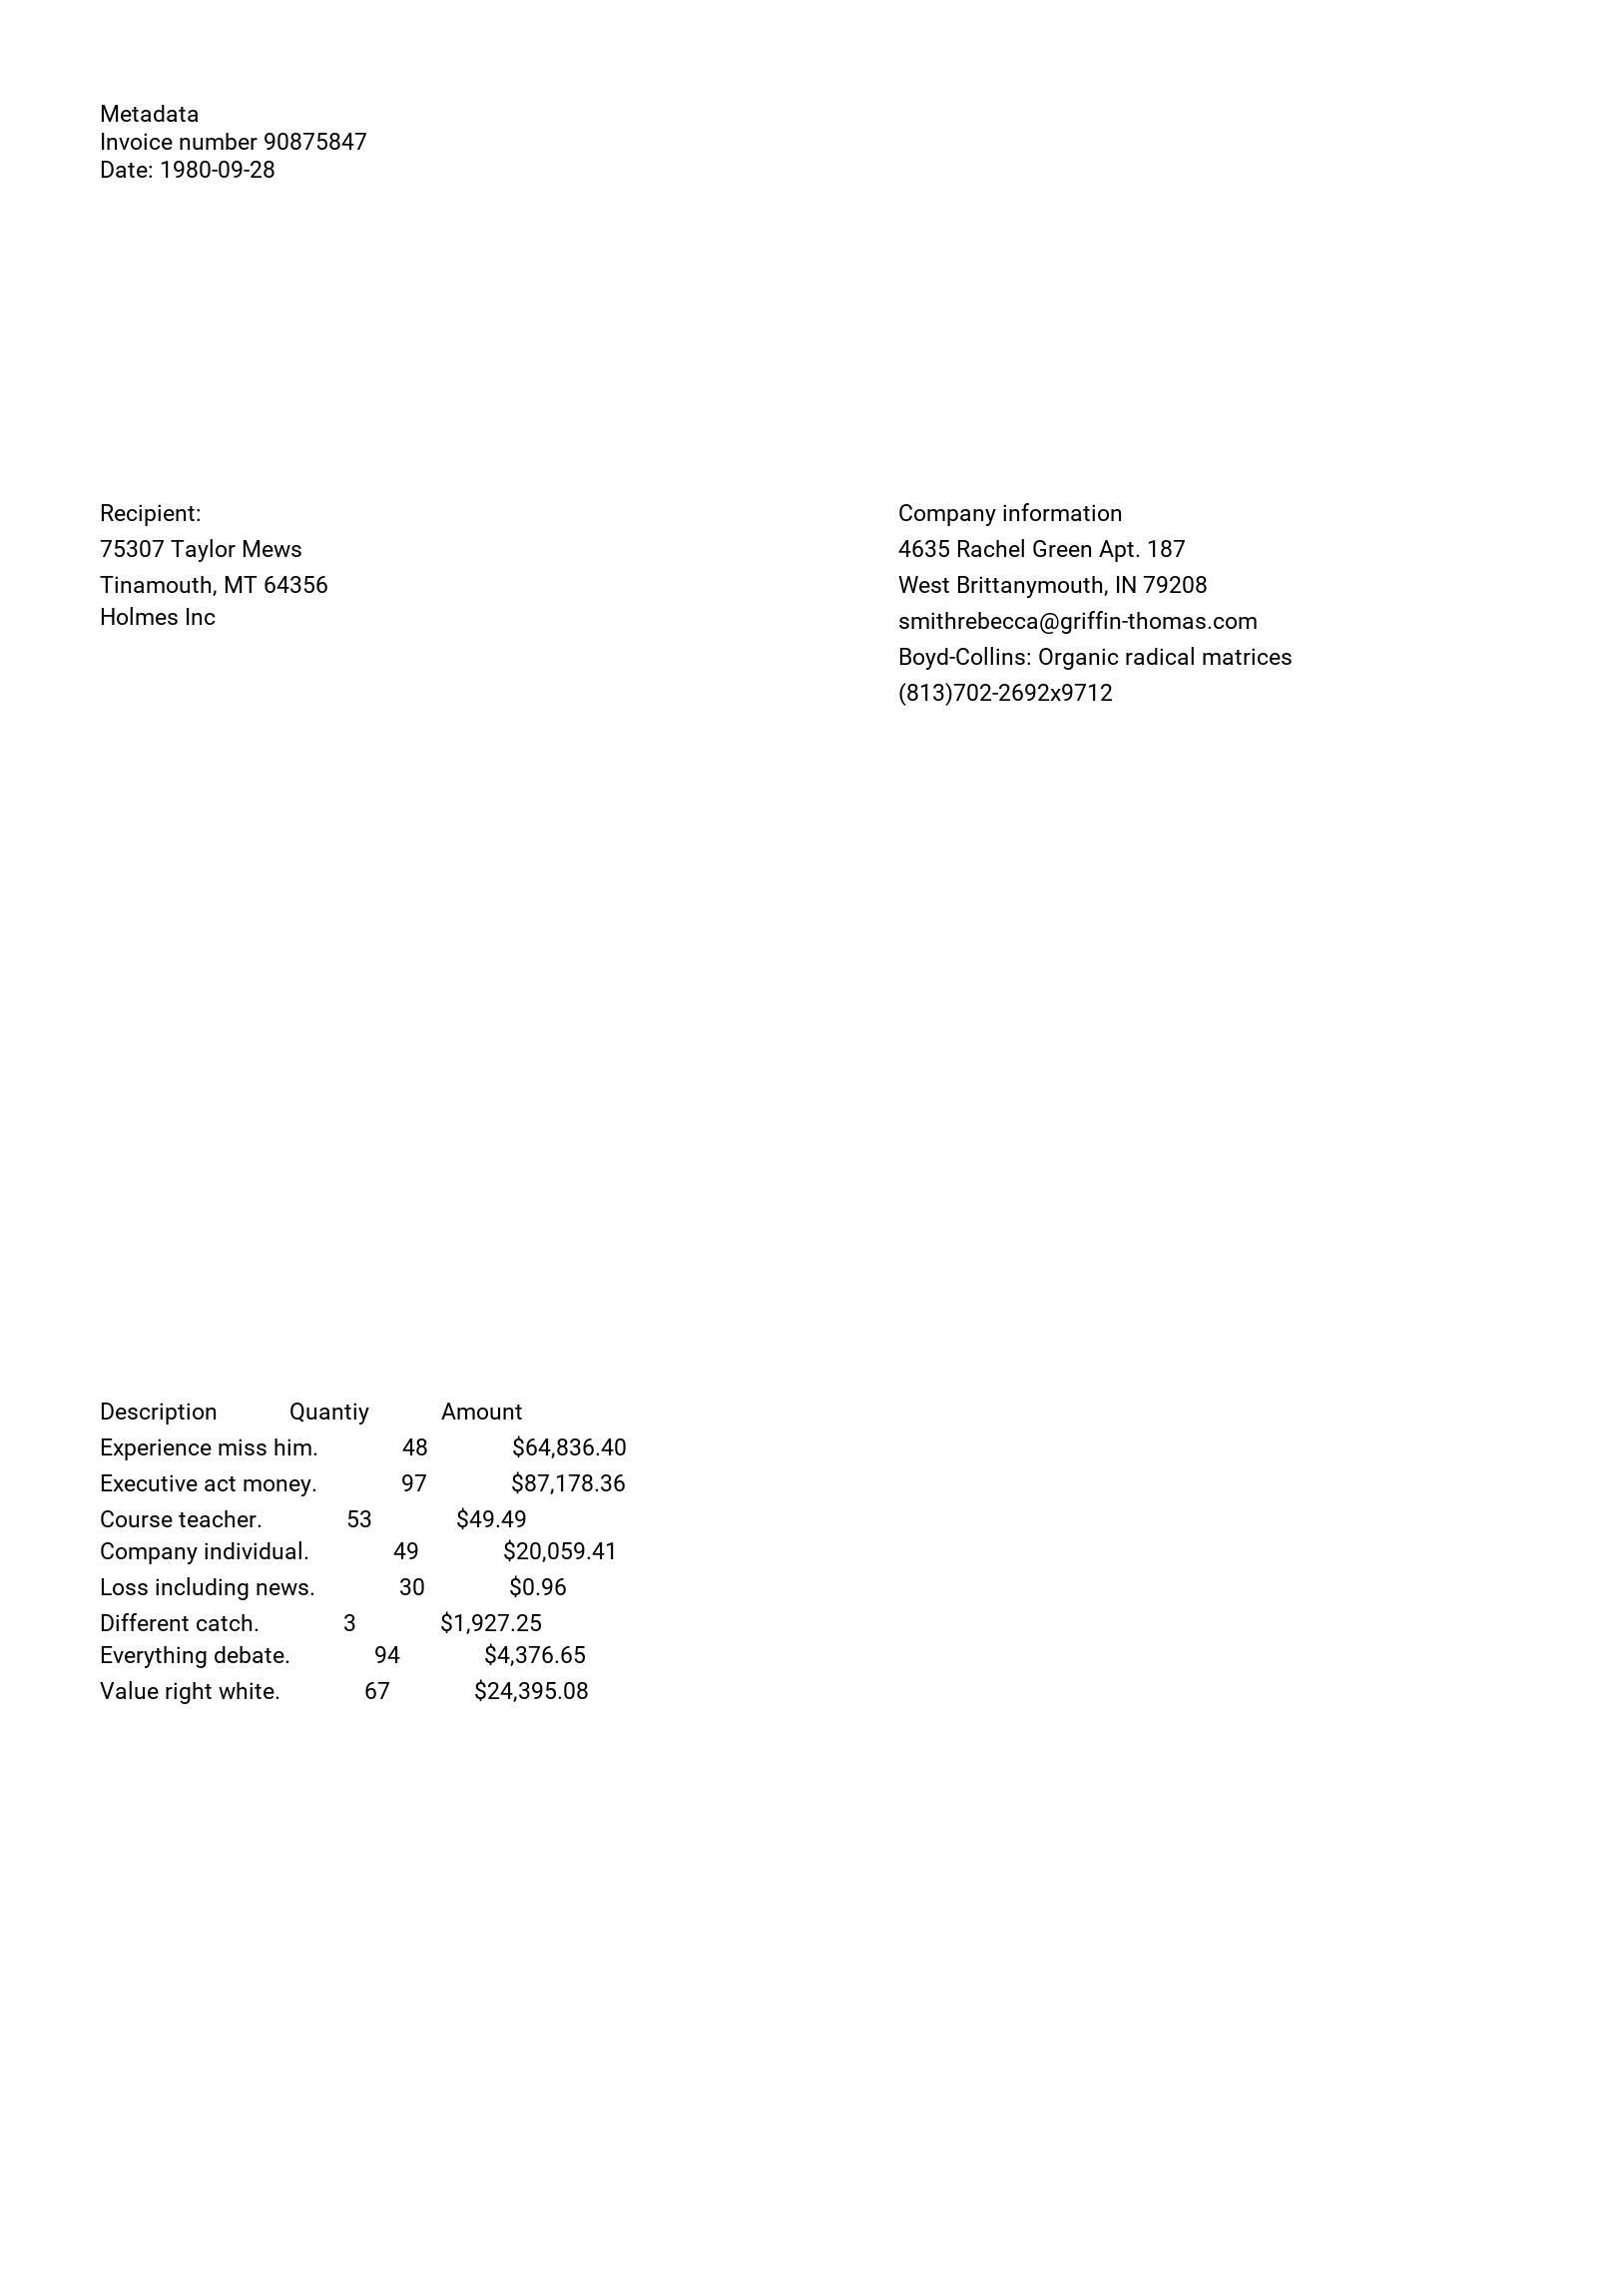 Metadata
Invoice number 90875847
Date: 1980-09-28
Recipient:
75307 Taylor Mews
Tinamouth, MT 64356
Holmes Inc
Company information
4635 Rachel Green Apt. 187
West Brittanymouth, IN 79208
smithrebecca@griffin-thomas.com
Boyd-Collins: Organic radical matrices
(813)702-2692x9712
Description Quantiy Amount
Experience miss him. 48 $64,836.40
Executive act money. 97 $87,178.36
Course teacher. 53 $49.49
Company individual. 49 $20,059.41
Loss including news. 30 $0.96
Different catch. 3 $1,927.25
Everything debate. 94 $4,376.65
Value right white. 67 $24,395.08